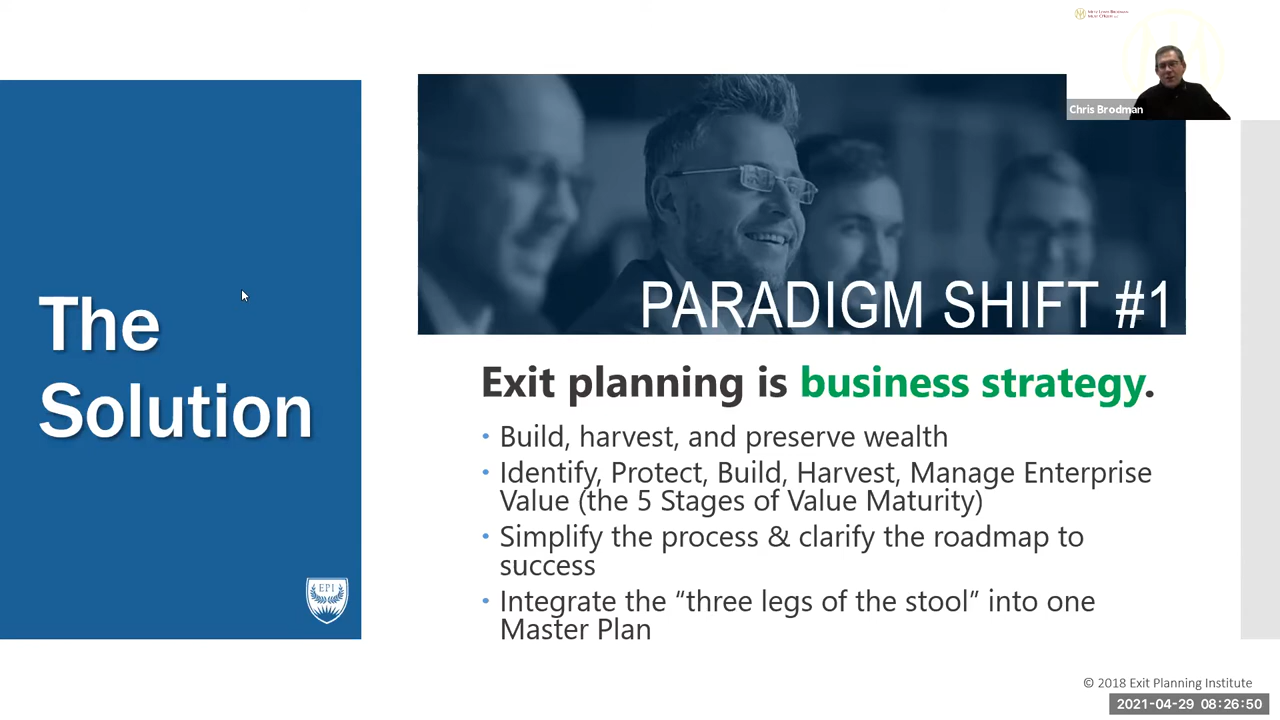 Chris Brodman
The
Solution
EPI
PARADIGM SHIFT #1
Exit planning is business strategy.
• Build, harvest, and preserve wealth
• Identify, Protect, Build, Harvest, Manage Enterprise
Value (the 5 Stages of Value Maturity)
• Simplify the process & clarify the roadmap to
success
• Integrate the “three legs of the stool” into one
Master Plan
© 2018 Exit Planning Institute
2021-04-29 08:26:50